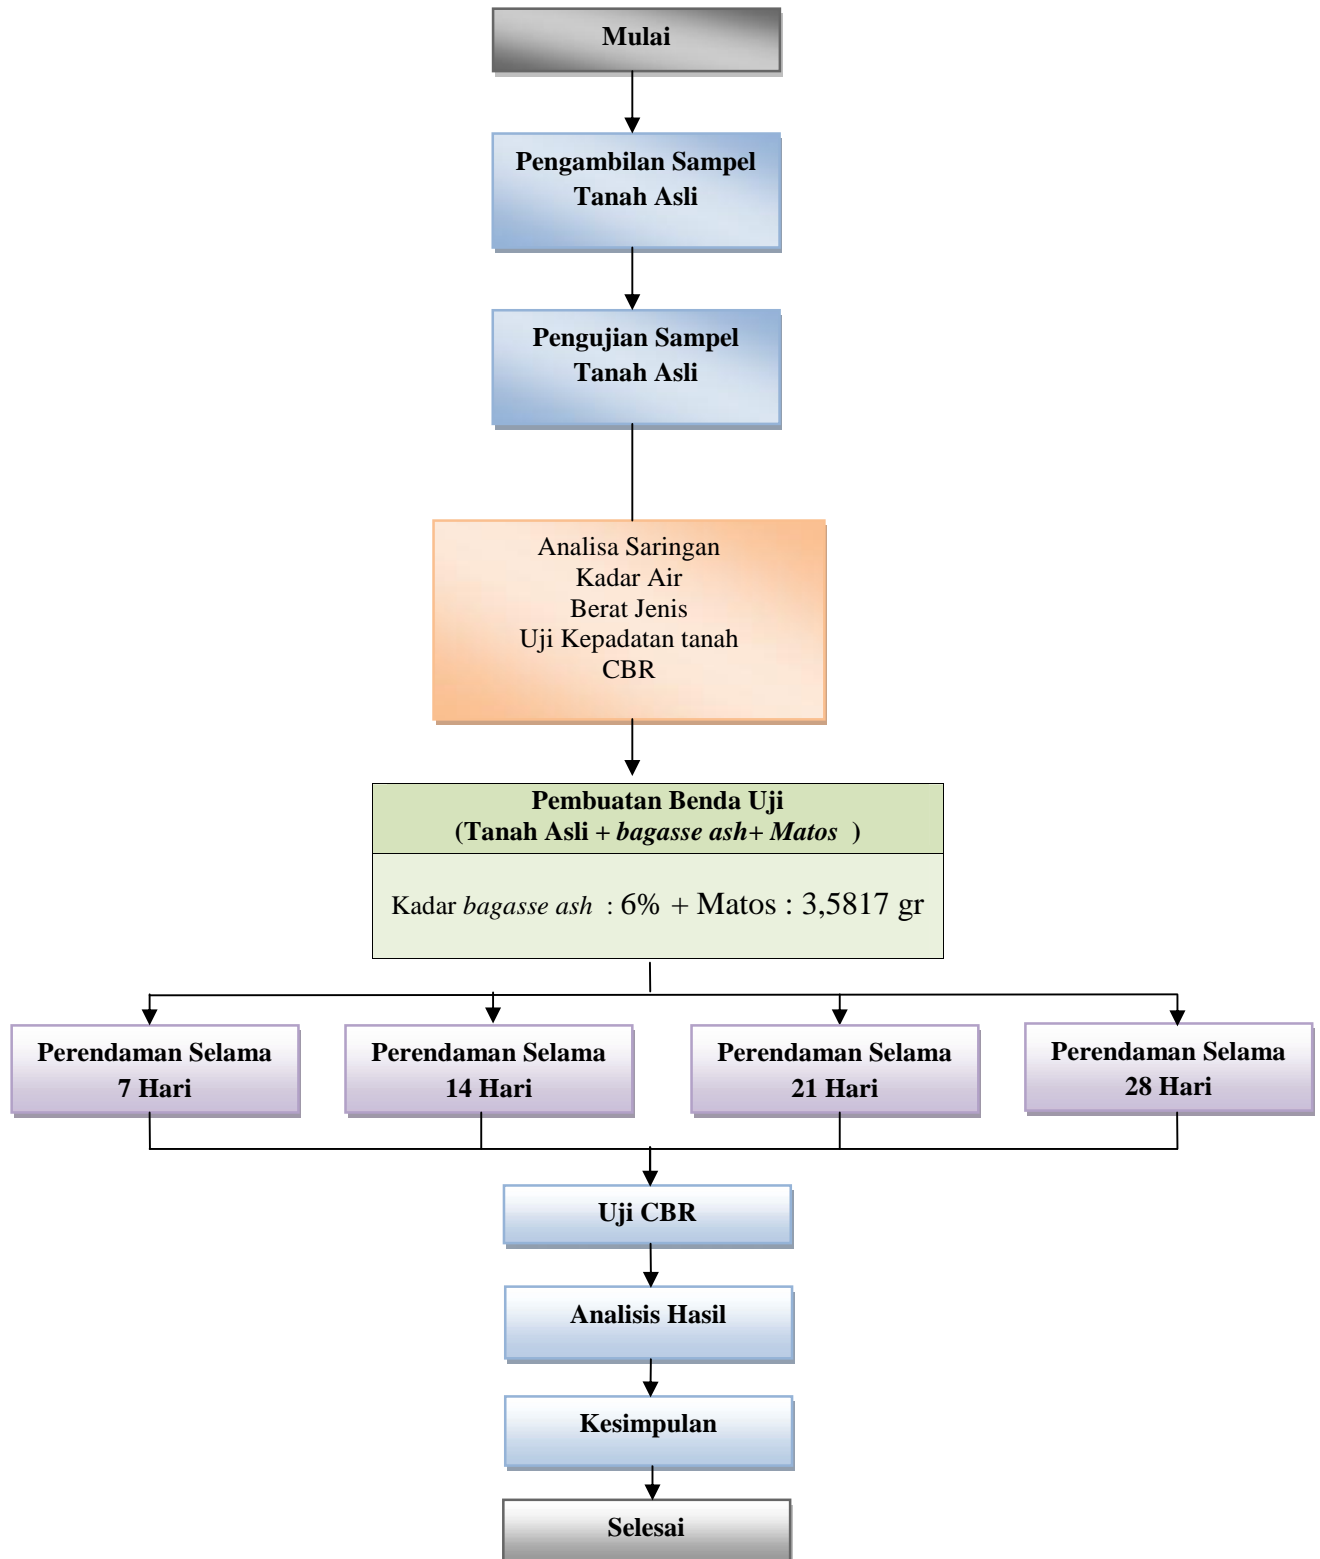 Mulai
Pengambilan Sampel
Tanah Asli
Pengujian Sampel
Tanah Asli
Analisa Saringan
Kadar Air
Berat Jenis
Uji Kepadatan tanah
CBR
Pembuatan Benda Uji
(Tanah Asli + bagasse ash+ Matos )
Kadar bagasse ash : 6% + Matos : 3,5817 gr
Perendaman Selama
7 Hari
Perendaman Selama
14 Hari
Perendaman Selama
21 Hari
Perendaman Selama
28 Hari
Uji CBR
Analisis Hasil
Kesimpulan
Selesai